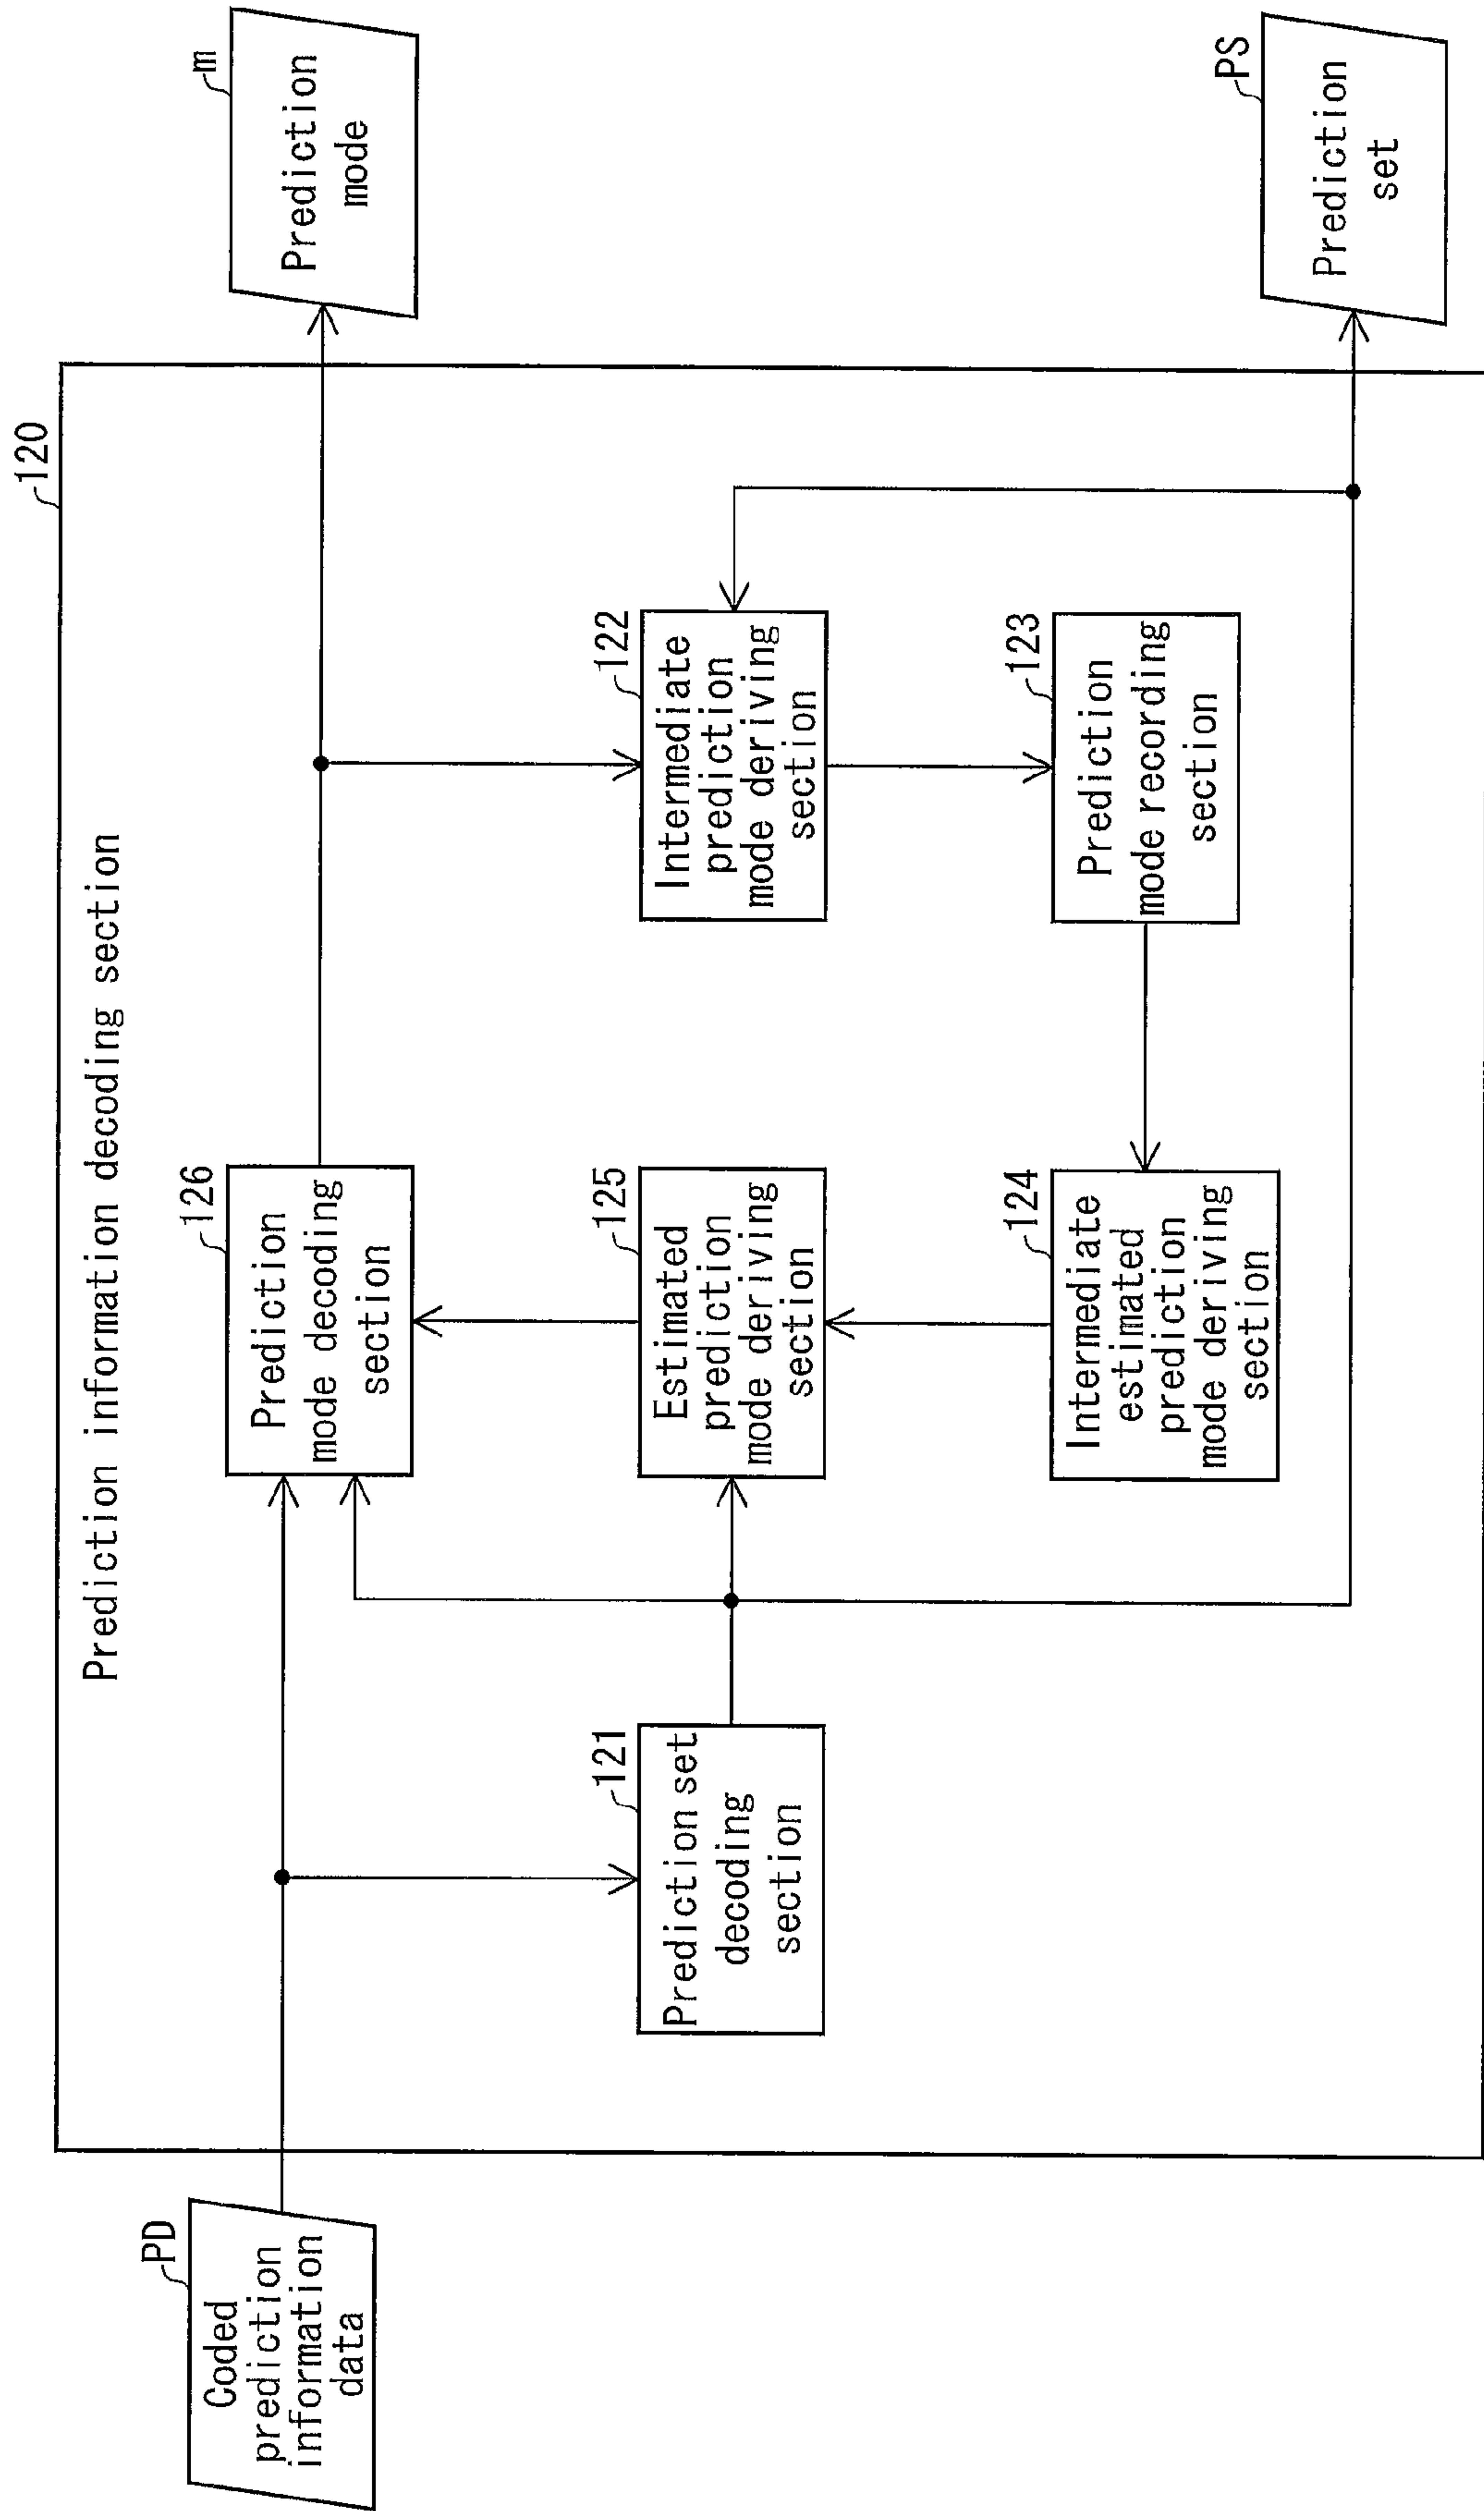 120
Prediction information decoding section
PD
Coded
prediction
information
data
126
Prediction
mode decoding
section
m
Prediction
mode
121
Prediction set
decoding
section
125
Estimated
prediction
mode deriving
section
122
Intermediate
prediction
mode deriving
section
124
Intermediate
estimated
prediction
mode deriving
section
123
Prediction
mode recording
section
PS
Prediction
set